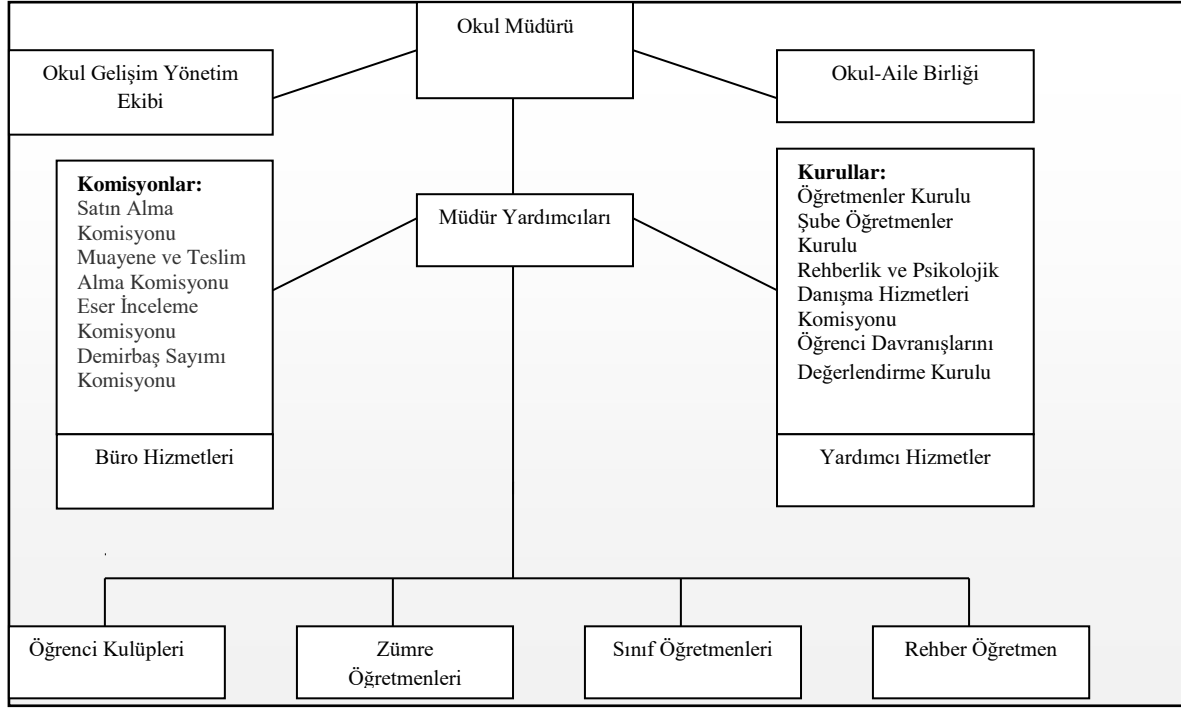 Okul Müdürü
Okul Gelişim Yönetim
Ekibi
Okul-Aile Birliği
Komisyonlar:
Satın Alma
Komisyonu
Muayene ve Teslim
Alma Komisyonu
Eser İnceleme
Komisyonu
Demirbaş Sayımı
Komisyonu
Müdür Yardımcıları
Kurullar:
Öğretmenler Kurulu
Şube Öğretmenler
Kurulu
Rehberlik ve Psikolojik
Danışma Hizmetleri
Komisyonu
Öğrenci Davranışlarını
Değerlendirme Kurulu
Büro Hizmetleri
Yardımcı Hizmetler
Öğrenci Kulüpleri
Zümre
Öğretmenleri
Sınıf Öğretmenleri
Rehber Öğretmen